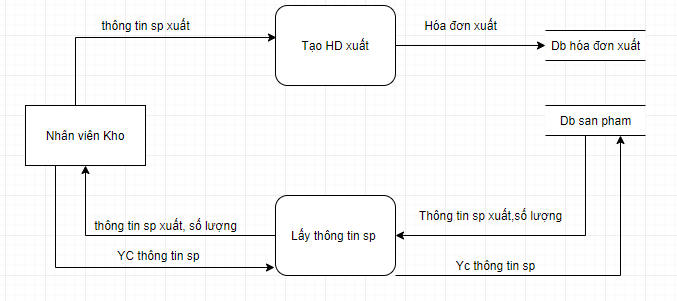 thông tin sp xuất
Tạo HD xuất
Hóa đơn xuất
Db hóa đơn xuất
Nhân viên Kho
Db san pham
thông tin sp xuất, số lượng
Lấy thông tin sp
Thông tin sp xuất,số lượng
YC thông tin sp
Yc thông tin sp